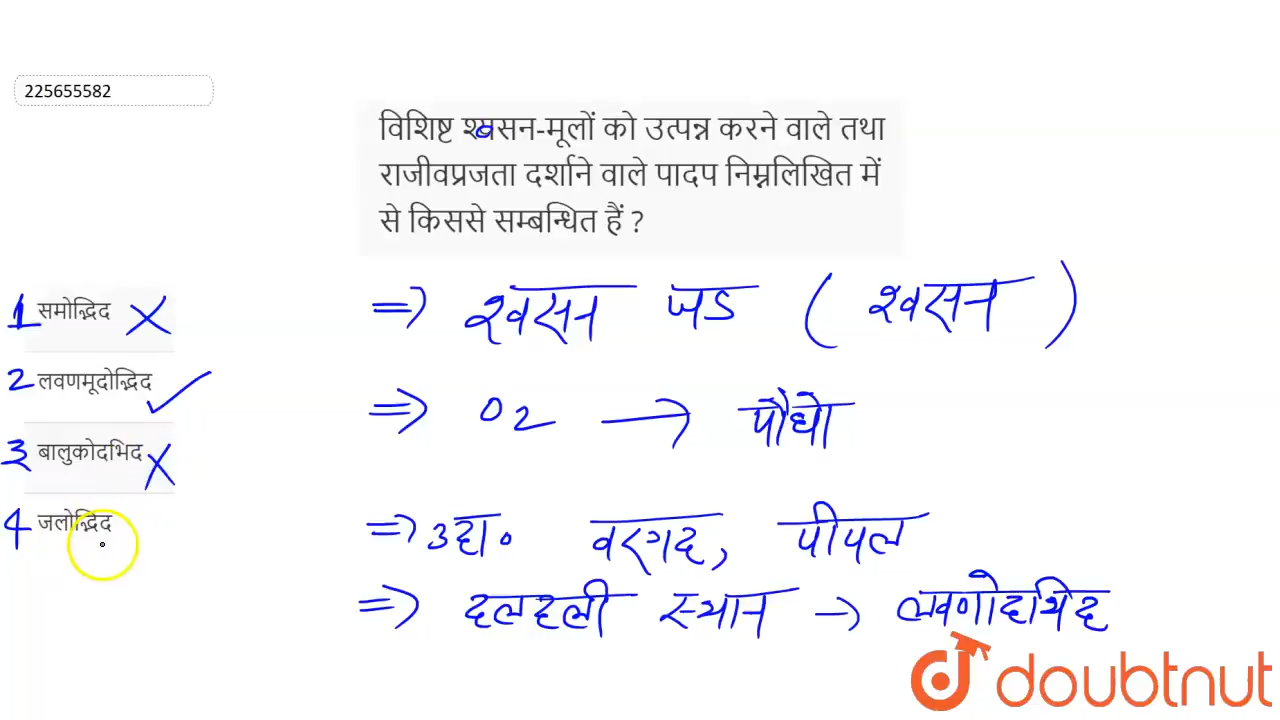 225655582
विशिष्ट श्वसन-मूलों को उत्पन्न करने वाले तथा
राजीवप्रजता दर्शाने वाले पादप निम्नलिखित में
से किससे सम्बन्धित हैं ?
1 समोद्भिद X
2 लवणमूदोद्भिद ✓
3 बालुकोदभिद X
4 जलोद्भिद
=> श्वसन जड ( श्वसन )
=> O2 → पौधो
=> उदा० वरगद, पीपल
=> दलदली स्थान → लवणोदभिद
doubtnut